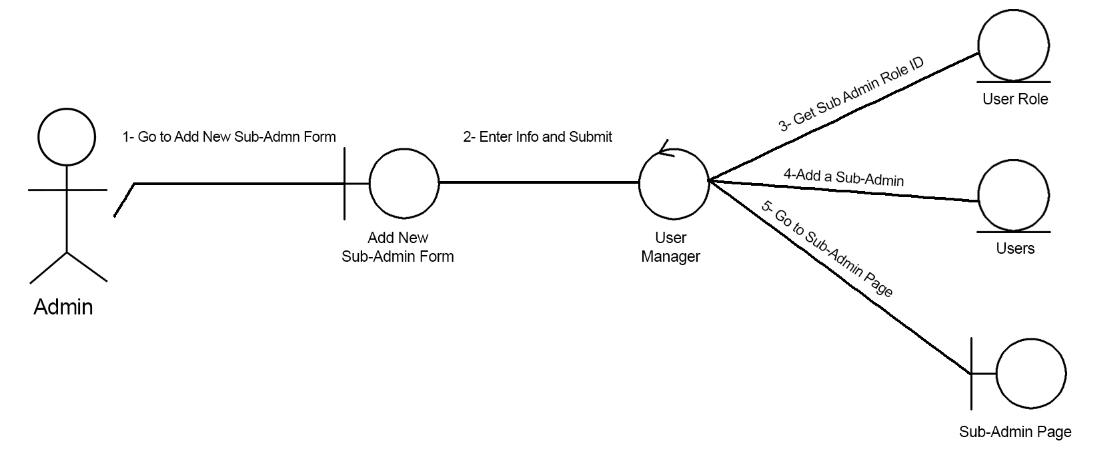 1- Go to Add New Sub-Admn Form
2- Enter Info and Submit
3- Get Sub Admin Role ID
User Role
4-Add a Sub-Admin
5- Go to Sub-Admin Page
Users
Add New
Sub-Admin Form
User
Manager
Admin
Sub-Admin Page